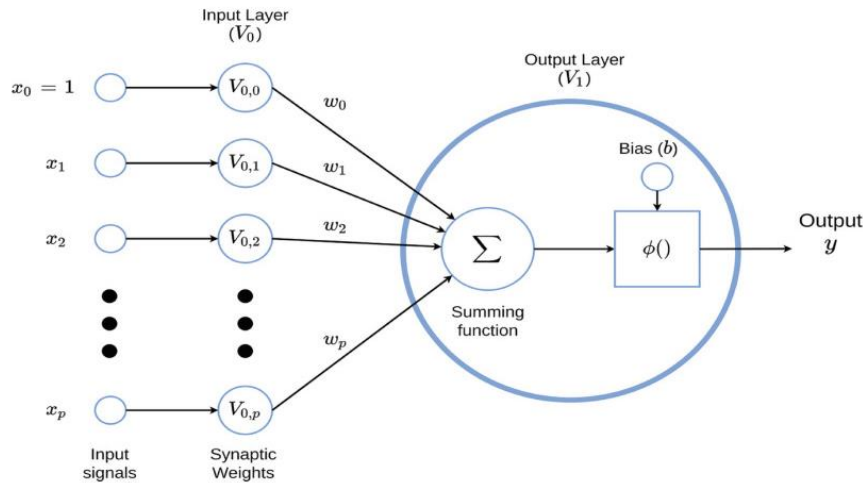 Input Layer
(V₀)
x₀ = 1
V₀,₀
w₀
x₁
V₀,₁
w₁
x₂
V₀,₂
w₂
wₚ
xₚ
V₀,ₚ
Input
signals
Synaptic
Weights
Output Layer
(V₁)
Bias (b)
Σ
Summing
function
ϕ()
Output
y